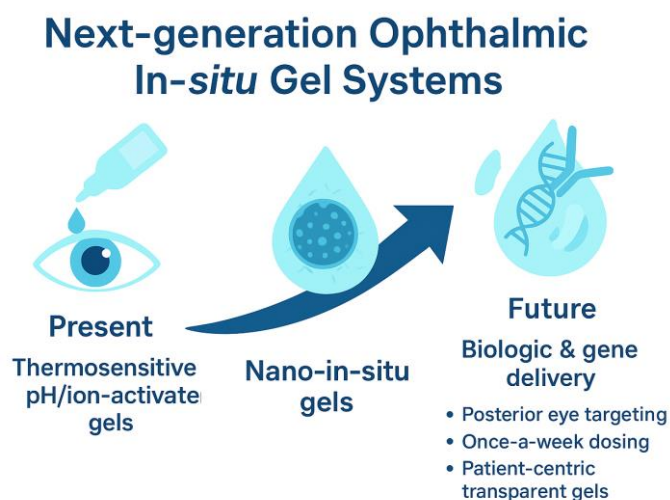 Next-generation Ophthalmic
In-situ Gel Systems
Present
Thermosensitive
pH/ion-activate
gels
Nano-in-situ
gels
Future
Biologic & gene
delivery
• Posterior eye targeting
• Once-a-week dosing
• Patient-centric
transparent gels